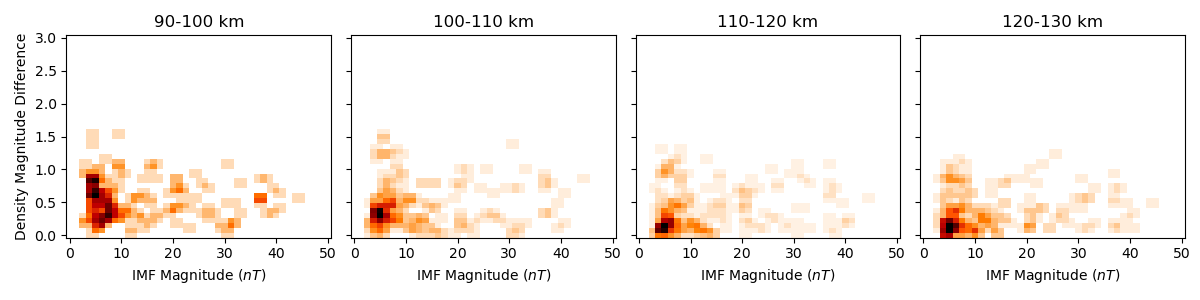 90-100 km
100-110 km
110-120 km
120-130 km
Density Magnitude Difference
3.0
2.5
2.0
1.5
1.0
0.5
0.0
0 10 20 30 40 50
0 10 20 30 40 50
0 10 20 30 40 50
0 10 20 30 40 50
IMF Magnitude (nT)
IMF Magnitude (nT)
IMF Magnitude (nT)
IMF Magnitude (nT)